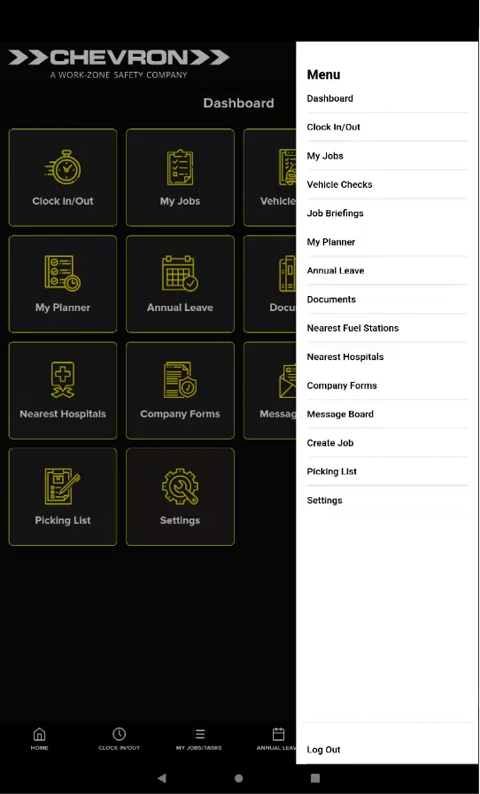 CHEVRON
A WORK-ZONE SAFETY COMPANY
Dashboard
Clock In/Out
My Jobs
Vehicle
My Planner
Annual Leave
Docu
Nearest Hospitals
Company Forms
Messag
Picking List
Settings
HOME
CLOCK IN/OUT
MY JOBS/TASKS
ANNUAL LEAV
Menu
Dashboard
Clock In/Out
My Jobs
Vehicle Checks
Job Briefings
My Planner
Annual Leave
Documents
Nearest Fuel Stations
Nearest Hospitals
Company Forms
Message Board
Create Job
Picking List
Settings
Log Out